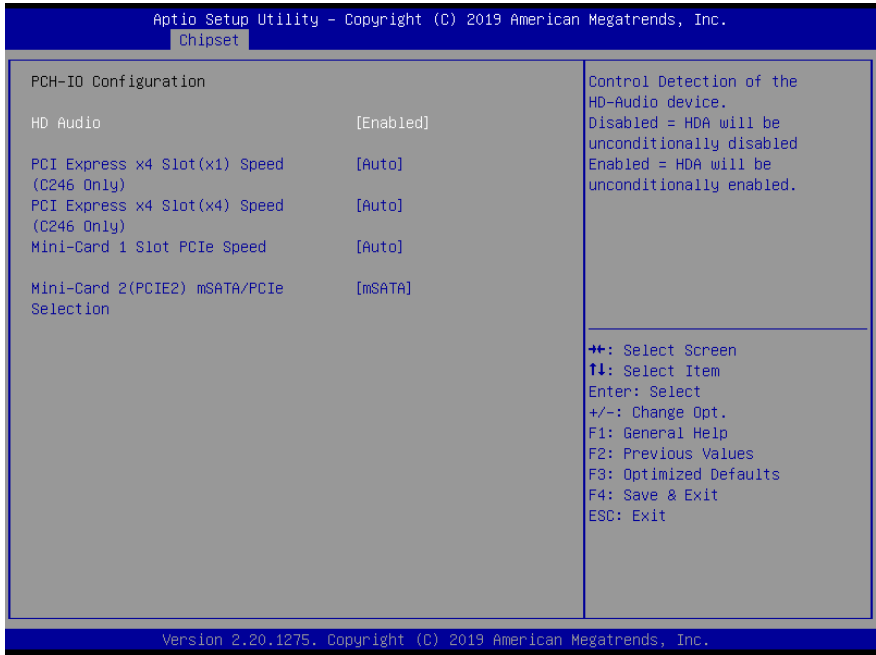 Aptio Setup Utility – Copyright (C) 2019 American Megatrends, Inc.
Chipset
PCH-IO Configuration
HD Audio [Enabled]
PCI Express x4 Slot(x1) Speed [Auto]
(C246 Only)
PCI Express x4 Slot(x4) Speed [Auto]
(C246 Only)
Mini-Card 1 Slot PCIe Speed [Auto]
Mini-Card 2(PCIE2) mSATA/PCIe [mSATA]
Selection
Control Detection of the
HD-Audio device.
Disabled = HDA will be
unconditionally disabled
Enabled = HDA will be
unconditionally enabled.
→←: Select Screen
↑↓: Select Item
Enter: Select
+/-: Change Opt.
F1: General Help
F2: Previous Values
F3: Optimized Defaults
F4: Save & Exit
ESC: Exit
Version 2.20.1275. Copyright (C) 2019 American Megatrends, Inc.